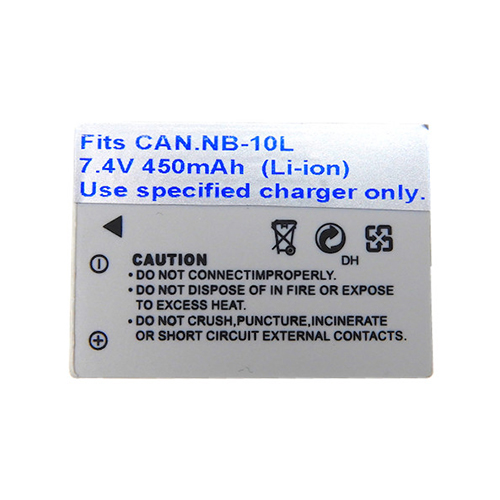 Fits CAN.NB-10L
7.4V 450mAh (Li-ion)
Use specified charger only.
DH
CAUTION
• DO NOT CONNECTIMPROPERLY.
• DO NOT DISPOSE OF IN FIRE OR EXPOSE
TO EXCESS HEAT.
• DO NOT CRUSH,PUNCTURE,INCINERATE
OR SHORT CIRCUIT EXTERNAL CONTACTS.